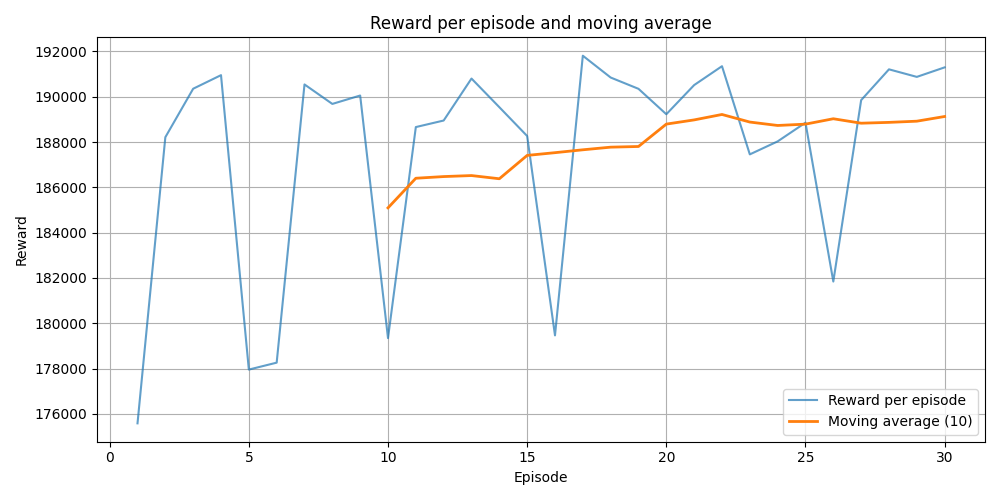 Reward per episode and moving average
192000
190000
188000
186000
184000
182000
180000
178000
176000
Reward
0 5 10 15 20 25 30
Episode
Reward per episode
Moving average (10)